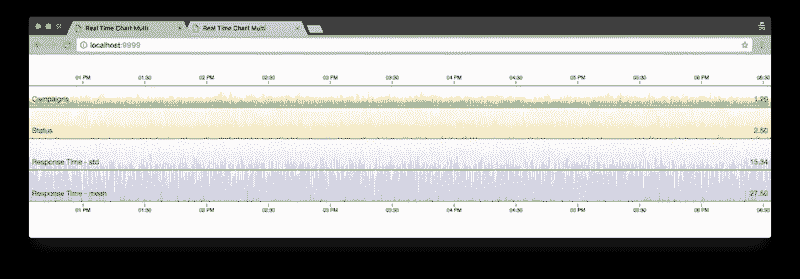 Real Time Chart Multi Real Time Chart Multi
localhost:9999
01 PM 01:30 02 PM 02:30 03 PM 03:30 04 PM 04:30 05 PM 05:30 06 PM 06:30
Campaigns 1.25
Status 2.50
Response Time - std 15.34
Response Time - mean 27.50
01 PM 01:30 02 PM 02:30 03 PM 03:30 04 PM 04:30 05 PM 05:30 06 PM 06:30